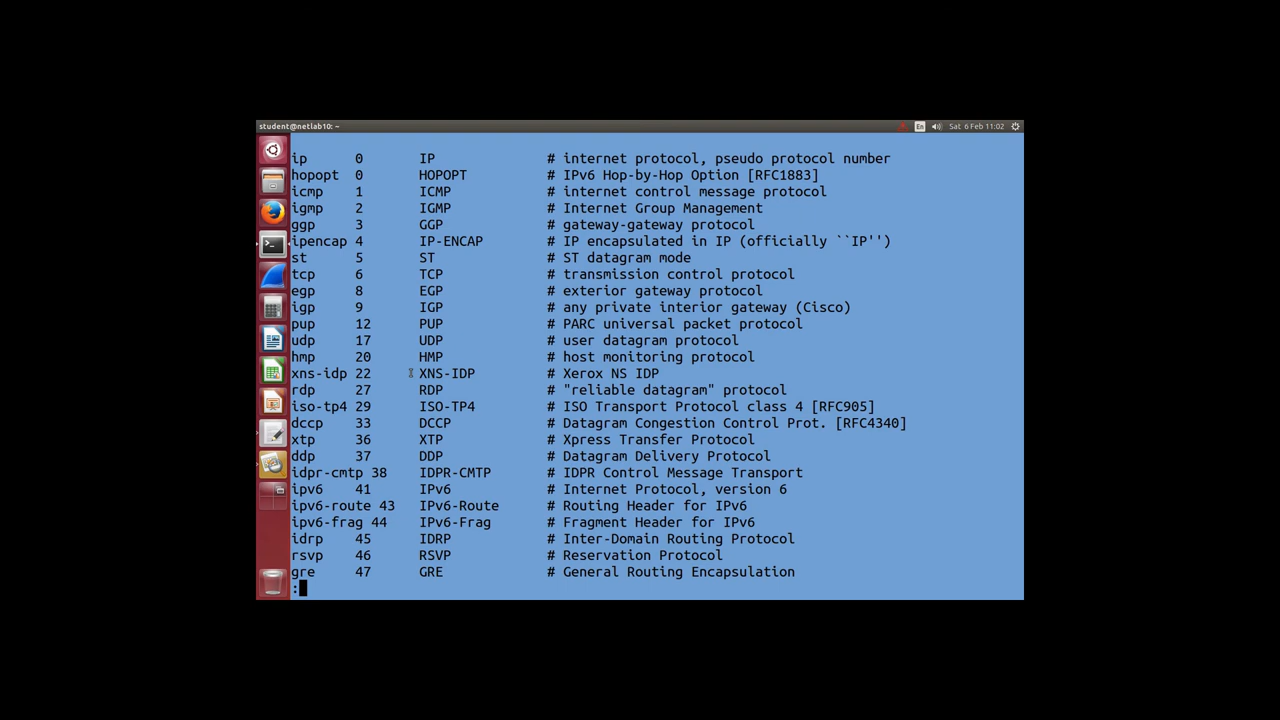 student@netlab10: ~ En Sat 6 Feb 11:02
ip 0 IP # internet protocol, pseudo protocol number
hopopt 0 HOPOPT # IPv6 Hop-by-Hop Option [RFC1883]
icmp 1 ICMP # internet control message protocol
igmp 2 IGMP # Internet Group Management
ggp 3 GGP # gateway-gateway protocol
ipencap 4 IP-ENCAP # IP encapsulated in IP (officially ``IP'')
st 5 ST # ST datagram mode
tcp 6 TCP # transmission control protocol
egp 8 EGP # exterior gateway protocol
igp 9 IGP # any private interior gateway (Cisco)
pup 12 PUP # PARC universal packet protocol
udp 17 UDP # user datagram protocol
hmp 20 HMP # host monitoring protocol
xns-idp 22 XNS-IDP # Xerox NS IDP
rdp 27 RDP # "reliable datagram" protocol
iso-tp4 29 ISO-TP4 # ISO Transport Protocol class 4 [RFC905]
dccp 33 DCCP # Datagram Congestion Control Prot. [RFC4340]
xtp 36 XTP # Xpress Transfer Protocol
ddp 37 DDP # Datagram Delivery Protocol
idpr-cmtp 38 IDPR-CMTP # IDPR Control Message Transport
ipv6 41 IPv6 # Internet Protocol, version 6
ipv6-route 43 IPv6-Route # Routing Header for IPv6
ipv6-frag 44 IPv6-Frag # Fragment Header for IPv6
idrp 45 IDRP # Inter-Domain Routing Protocol
rsvp 46 RSVP # Reservation Protocol
gre 47 GRE # General Routing Encapsulation
: